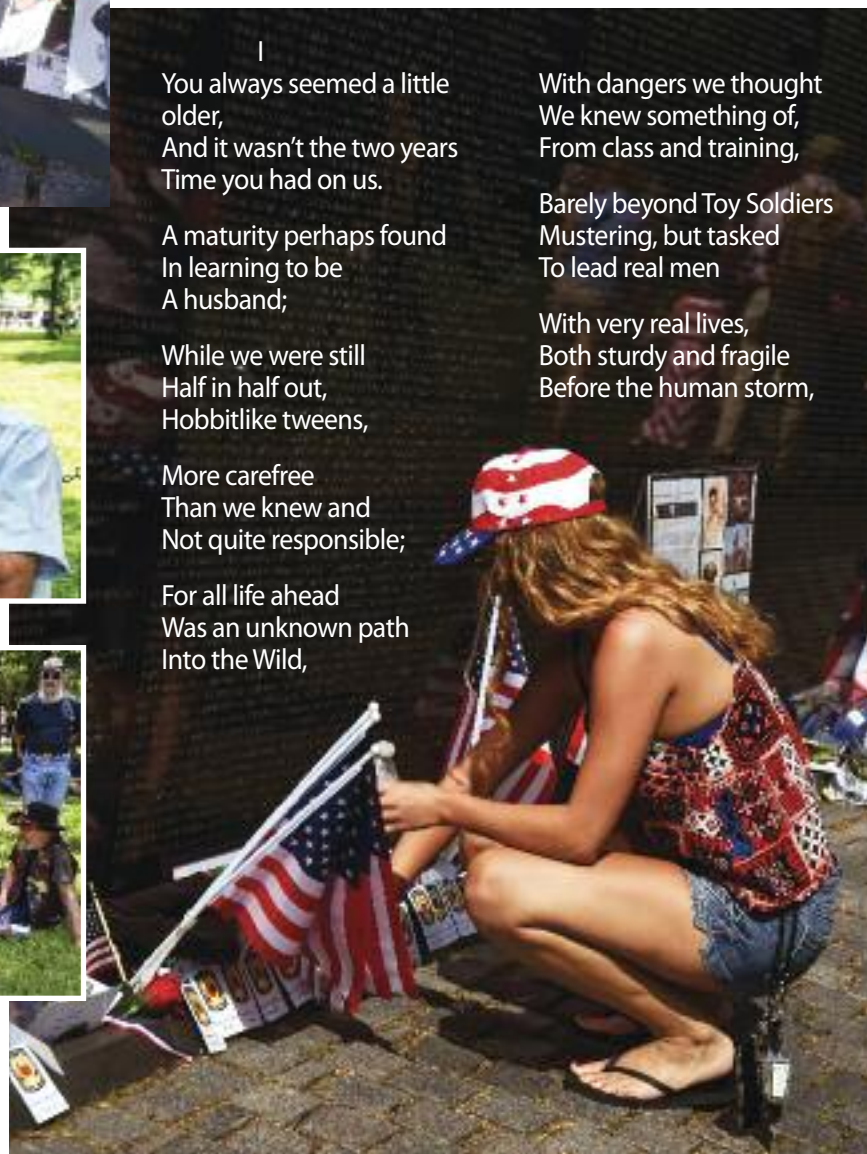 I
You always seemed a little
older,
And it wasn't the two years
Time you had on us.
A maturity perhaps found
In learning to be
A husband;
While we were still
Half in half out,
Hobbitlike tweens,
More carefree
Than we knew and
Not quite responsible;
For all life ahead
Was an unknown path
Into the Wild,
With dangers we thought
We knew something of,
From class and training,
Barely beyond Toy Soldiers
Mustering, but tasked
To lead real men
With very real lives,
Both sturdy and fragile
Before the human storm,